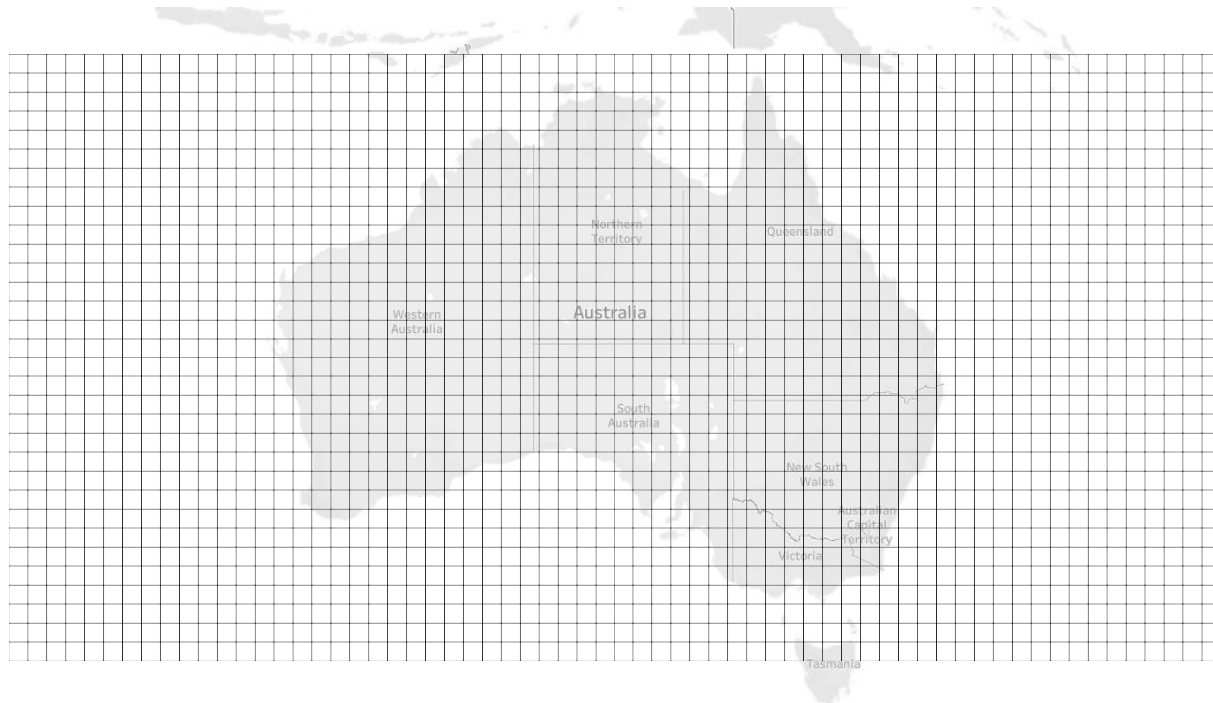 Northern
Territory
Queensland
Australia
Western
Australia
South
Australia
New South
Wales
Australian
Capital
Territory
Victoria
Tasmania